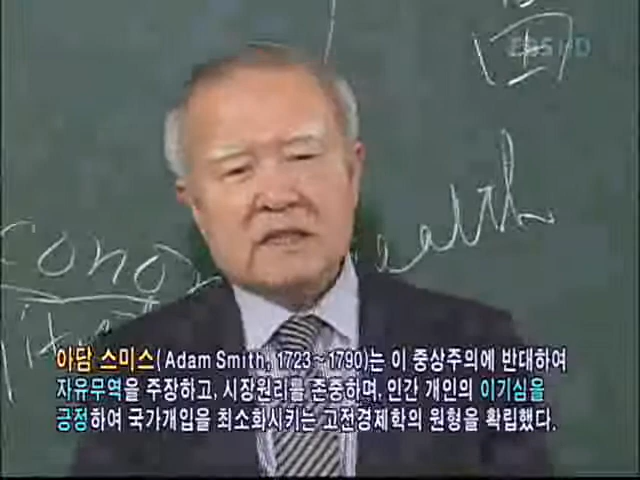 EBS HD
ealth
아담 스미스(Adam Smith, 1723~1790)는 이 중상주의에 반대하여
자유무역을 주장하고, 시장원리를 존중하며, 인간 개인의 이기심을
긍정하여 국가개입을 최소화시키는 고전경제학의 원형을 확립했다.